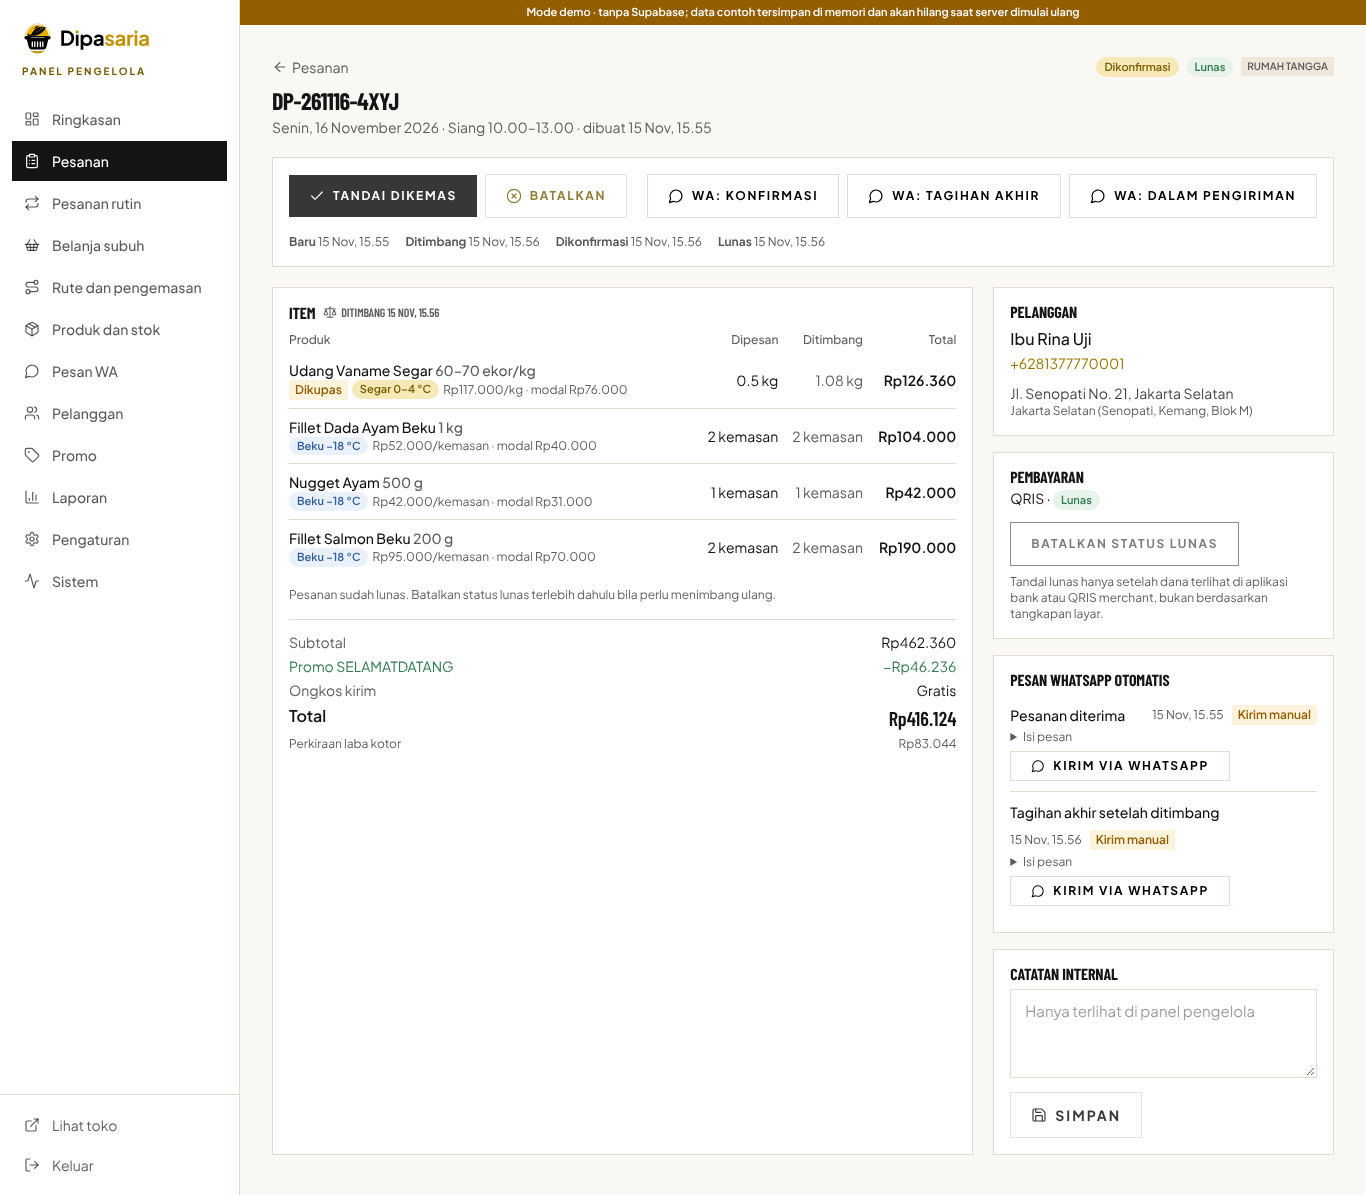 Mode demo · tanpa Supabase; data contoh tersimpan di memori dan akan hilang saat server dimulai ulang
Dipasaria
PANEL PENGELOLA
Ringkasan
Pesanan
Pesanan rutin
Belanja subuh
Rute dan pengemasan
Produk dan stok
Pesan WA
Pelanggan
Promo
Laporan
Pengaturan
Sistem
Lihat toko
Keluar
Pesanan
Dikonfirmasi Lunas RUMAH TANGGA
DP-261116-4XYJ
Senin, 16 November 2026 · Siang 10.00–13.00 · dibuat 15 Nov, 15.55
TANDAI DIKEMAS BATALKAN WA: KONFIRMASI WA: TAGIHAN AKHIR WA: DALAM PENGIRIMAN
Baru 15 Nov, 15.55 Ditimbang 15 Nov, 15.56 Dikonfirmasi 15 Nov, 15.56 Lunas 15 Nov, 15.56
ITEM DITIMBANG 15 NOV, 15.56
Produk Dipesan Ditimbang Total
Udang Vaname Segar 60–70 ekor/kg
Dikupas Segar 0–4 °C Rp117.000/kg · modal Rp76.000
0.5 kg 1.08 kg Rp126.360
Fillet Dada Ayam Beku 1 kg
Beku −18 °C Rp52.000/kemasan · modal Rp40.000
2 kemasan 2 kemasan Rp104.000
Nugget Ayam 500 g
Beku −18 °C Rp42.000/kemasan · modal Rp31.000
1 kemasan 1 kemasan Rp42.000
Fillet Salmon Beku 200 g
Beku −18 °C Rp95.000/kemasan · modal Rp70.000
2 kemasan 2 kemasan Rp190.000
Pesanan sudah lunas. Batalkan status lunas terlebih dahulu bila perlu menimbang ulang.
Subtotal Rp462.360
Promo SELAMATDATANG −Rp46.236
Ongkos kirim Gratis
Total Rp416.124
Perkiraan laba kotor Rp83.044
PELANGGAN
Ibu Rina Uji
+6281377770001
Jl. Senopati No. 21, Jakarta Selatan
Jakarta Selatan (Senopati, Kemang, Blok M)
PEMBAYARAN
QRIS · Lunas
BATALKAN STATUS LUNAS
Tandai lunas hanya setelah dana terlihat di aplikasi
bank atau QRIS merchant, bukan berdasarkan
tangkapan layar.
PESAN WHATSAPP OTOMATIS
Pesanan diterima 15 Nov, 15.55 Kirim manual
Isi pesan
KIRIM VIA WHATSAPP
Tagihan akhir setelah ditimbang
15 Nov, 15.56 Kirim manual
Isi pesan
KIRIM VIA WHATSAPP
CATATAN INTERNAL
Hanya terlihat di panel pengelola
SIMPAN